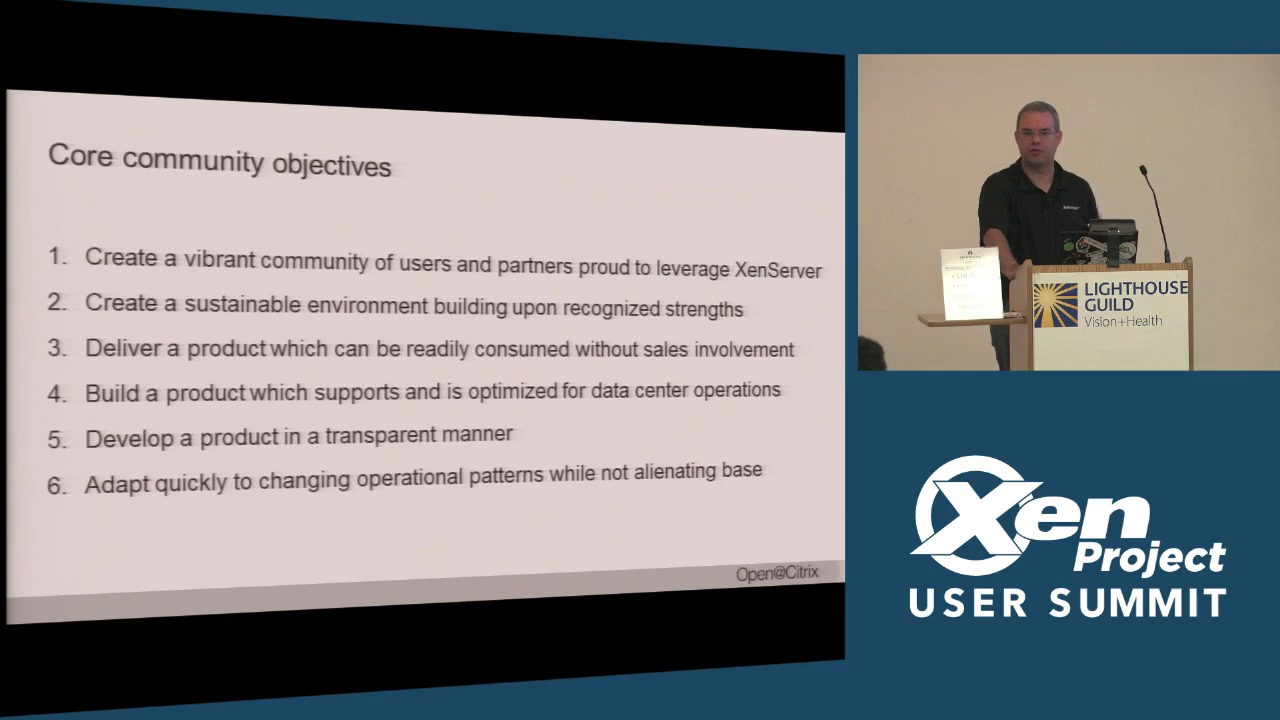 Core community objectives
1. Create a vibrant community of users and partners proud to leverage XenServer
2. Create a sustainable environment building upon recognized strengths
3. Deliver a product which can be readily consumed without sales involvement
4. Build a product which supports and is optimized for data center operations
5. Develop a product in a transparent manner
6. Adapt quickly to changing operational patterns while not alienating base
Open@Citrix
LIGHTHOUSE
GUILD
Vision+Health
Xen
Project
USER SUMMIT